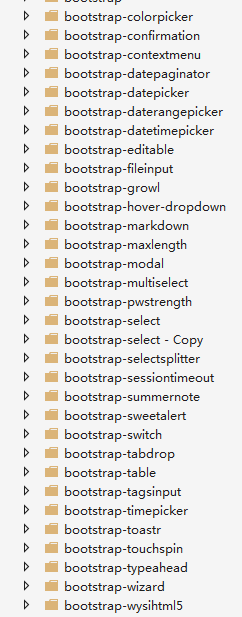 bootstrap-colorpicker
bootstrap-confirmation
bootstrap-contextmenu
bootstrap-datepaginator
bootstrap-datepicker
bootstrap-daterangepicker
bootstrap-datetimepicker
bootstrap-editable
bootstrap-fileinput
bootstrap-growl
bootstrap-hover-dropdown
bootstrap-markdown
bootstrap-maxlength
bootstrap-modal
bootstrap-multiselect
bootstrap-pwstrength
bootstrap-select
bootstrap-select - Copy
bootstrap-selectsplitter
bootstrap-sessiontimeout
bootstrap-summernote
bootstrap-sweetalert
bootstrap-switch
bootstrap-tabdrop
bootstrap-table
bootstrap-tagsinput
bootstrap-timepicker
bootstrap-toastr
bootstrap-touchspin
bootstrap-typeahead
bootstrap-wizard
bootstrap-wysihtml5